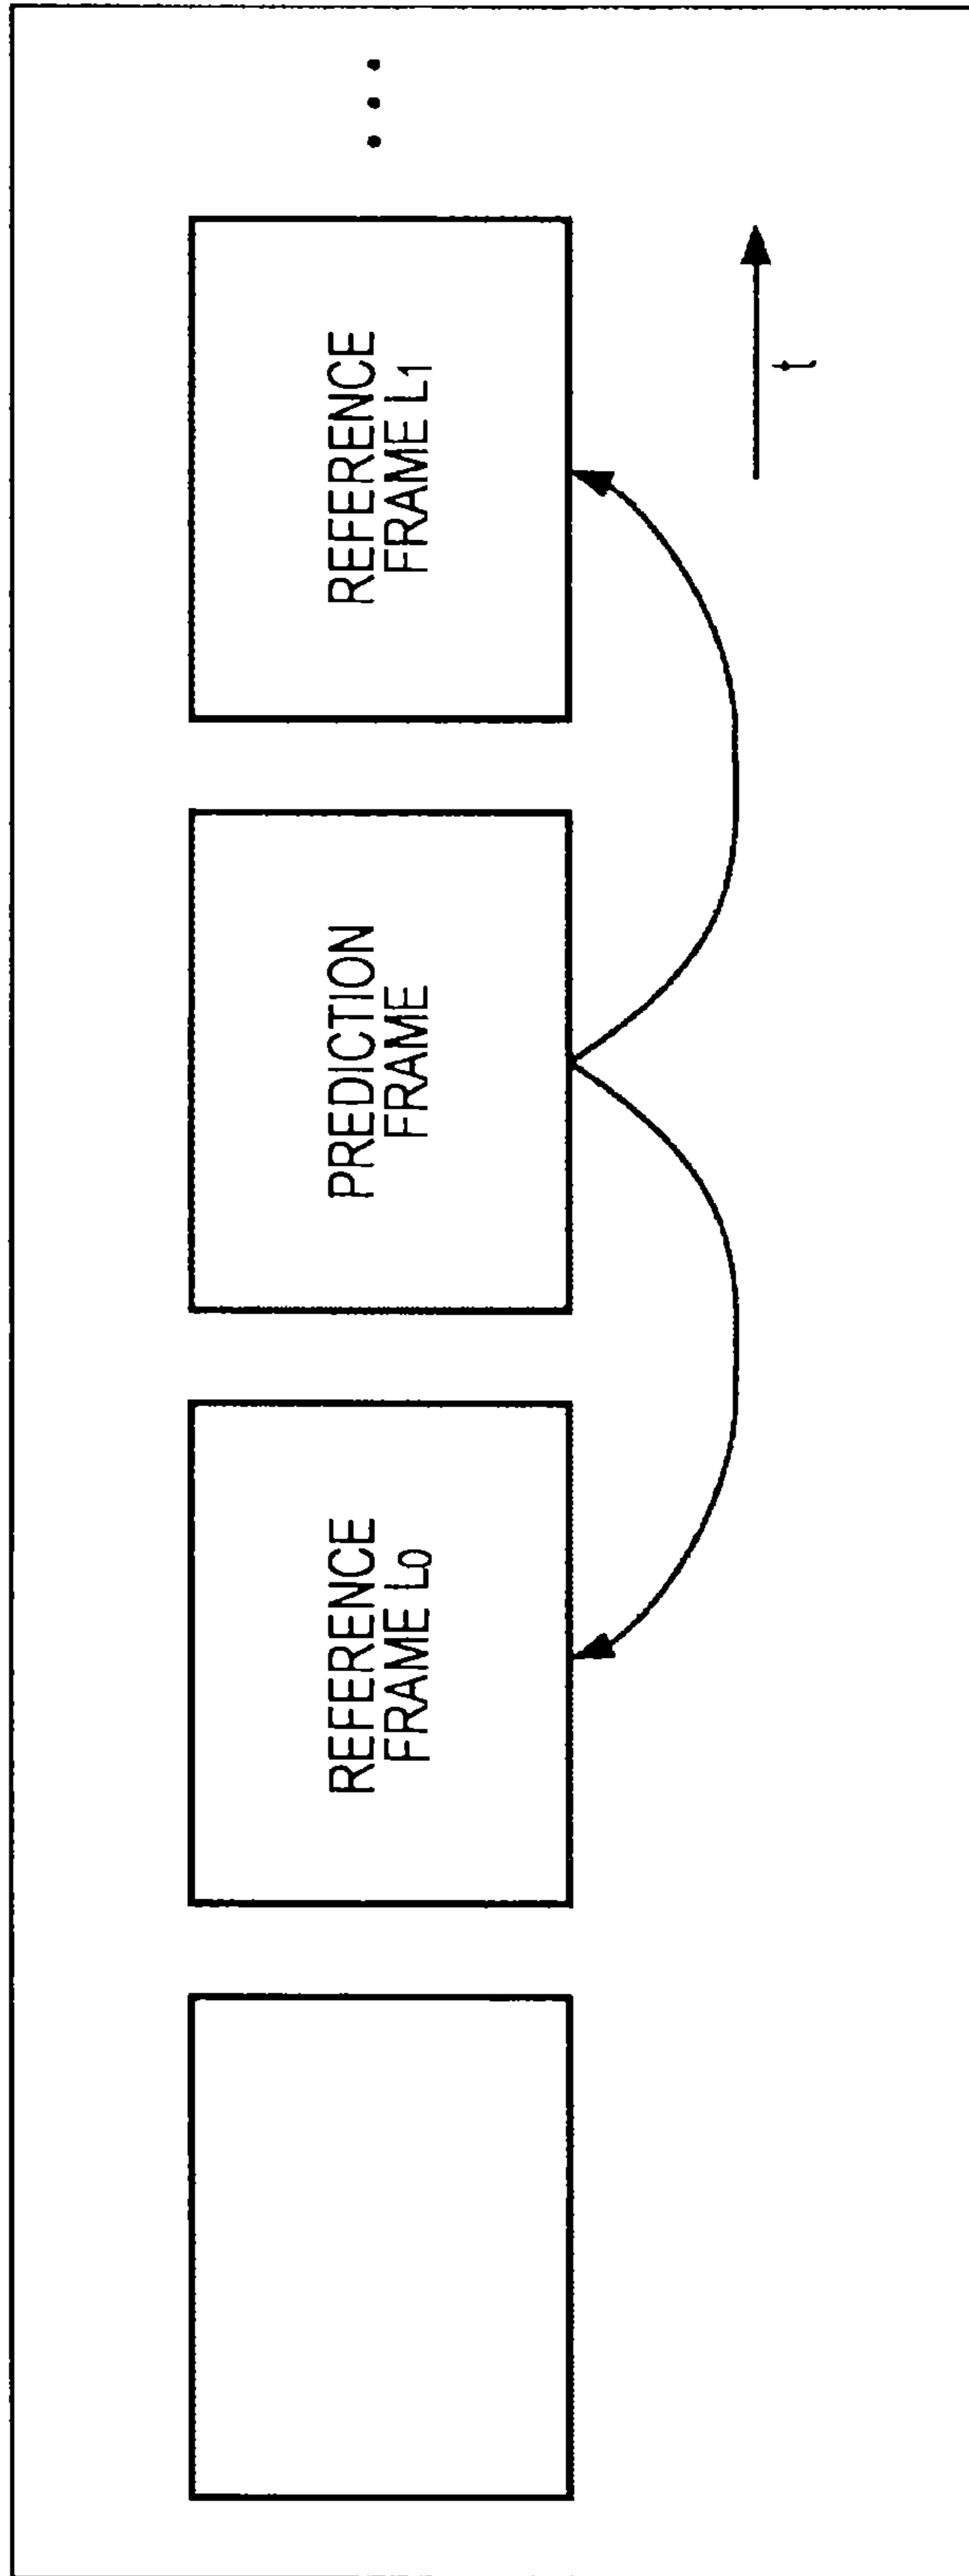 REFERENCE
FRAME L0
PREDICTION
FRAME
REFERENCE
FRAME L1
...
t